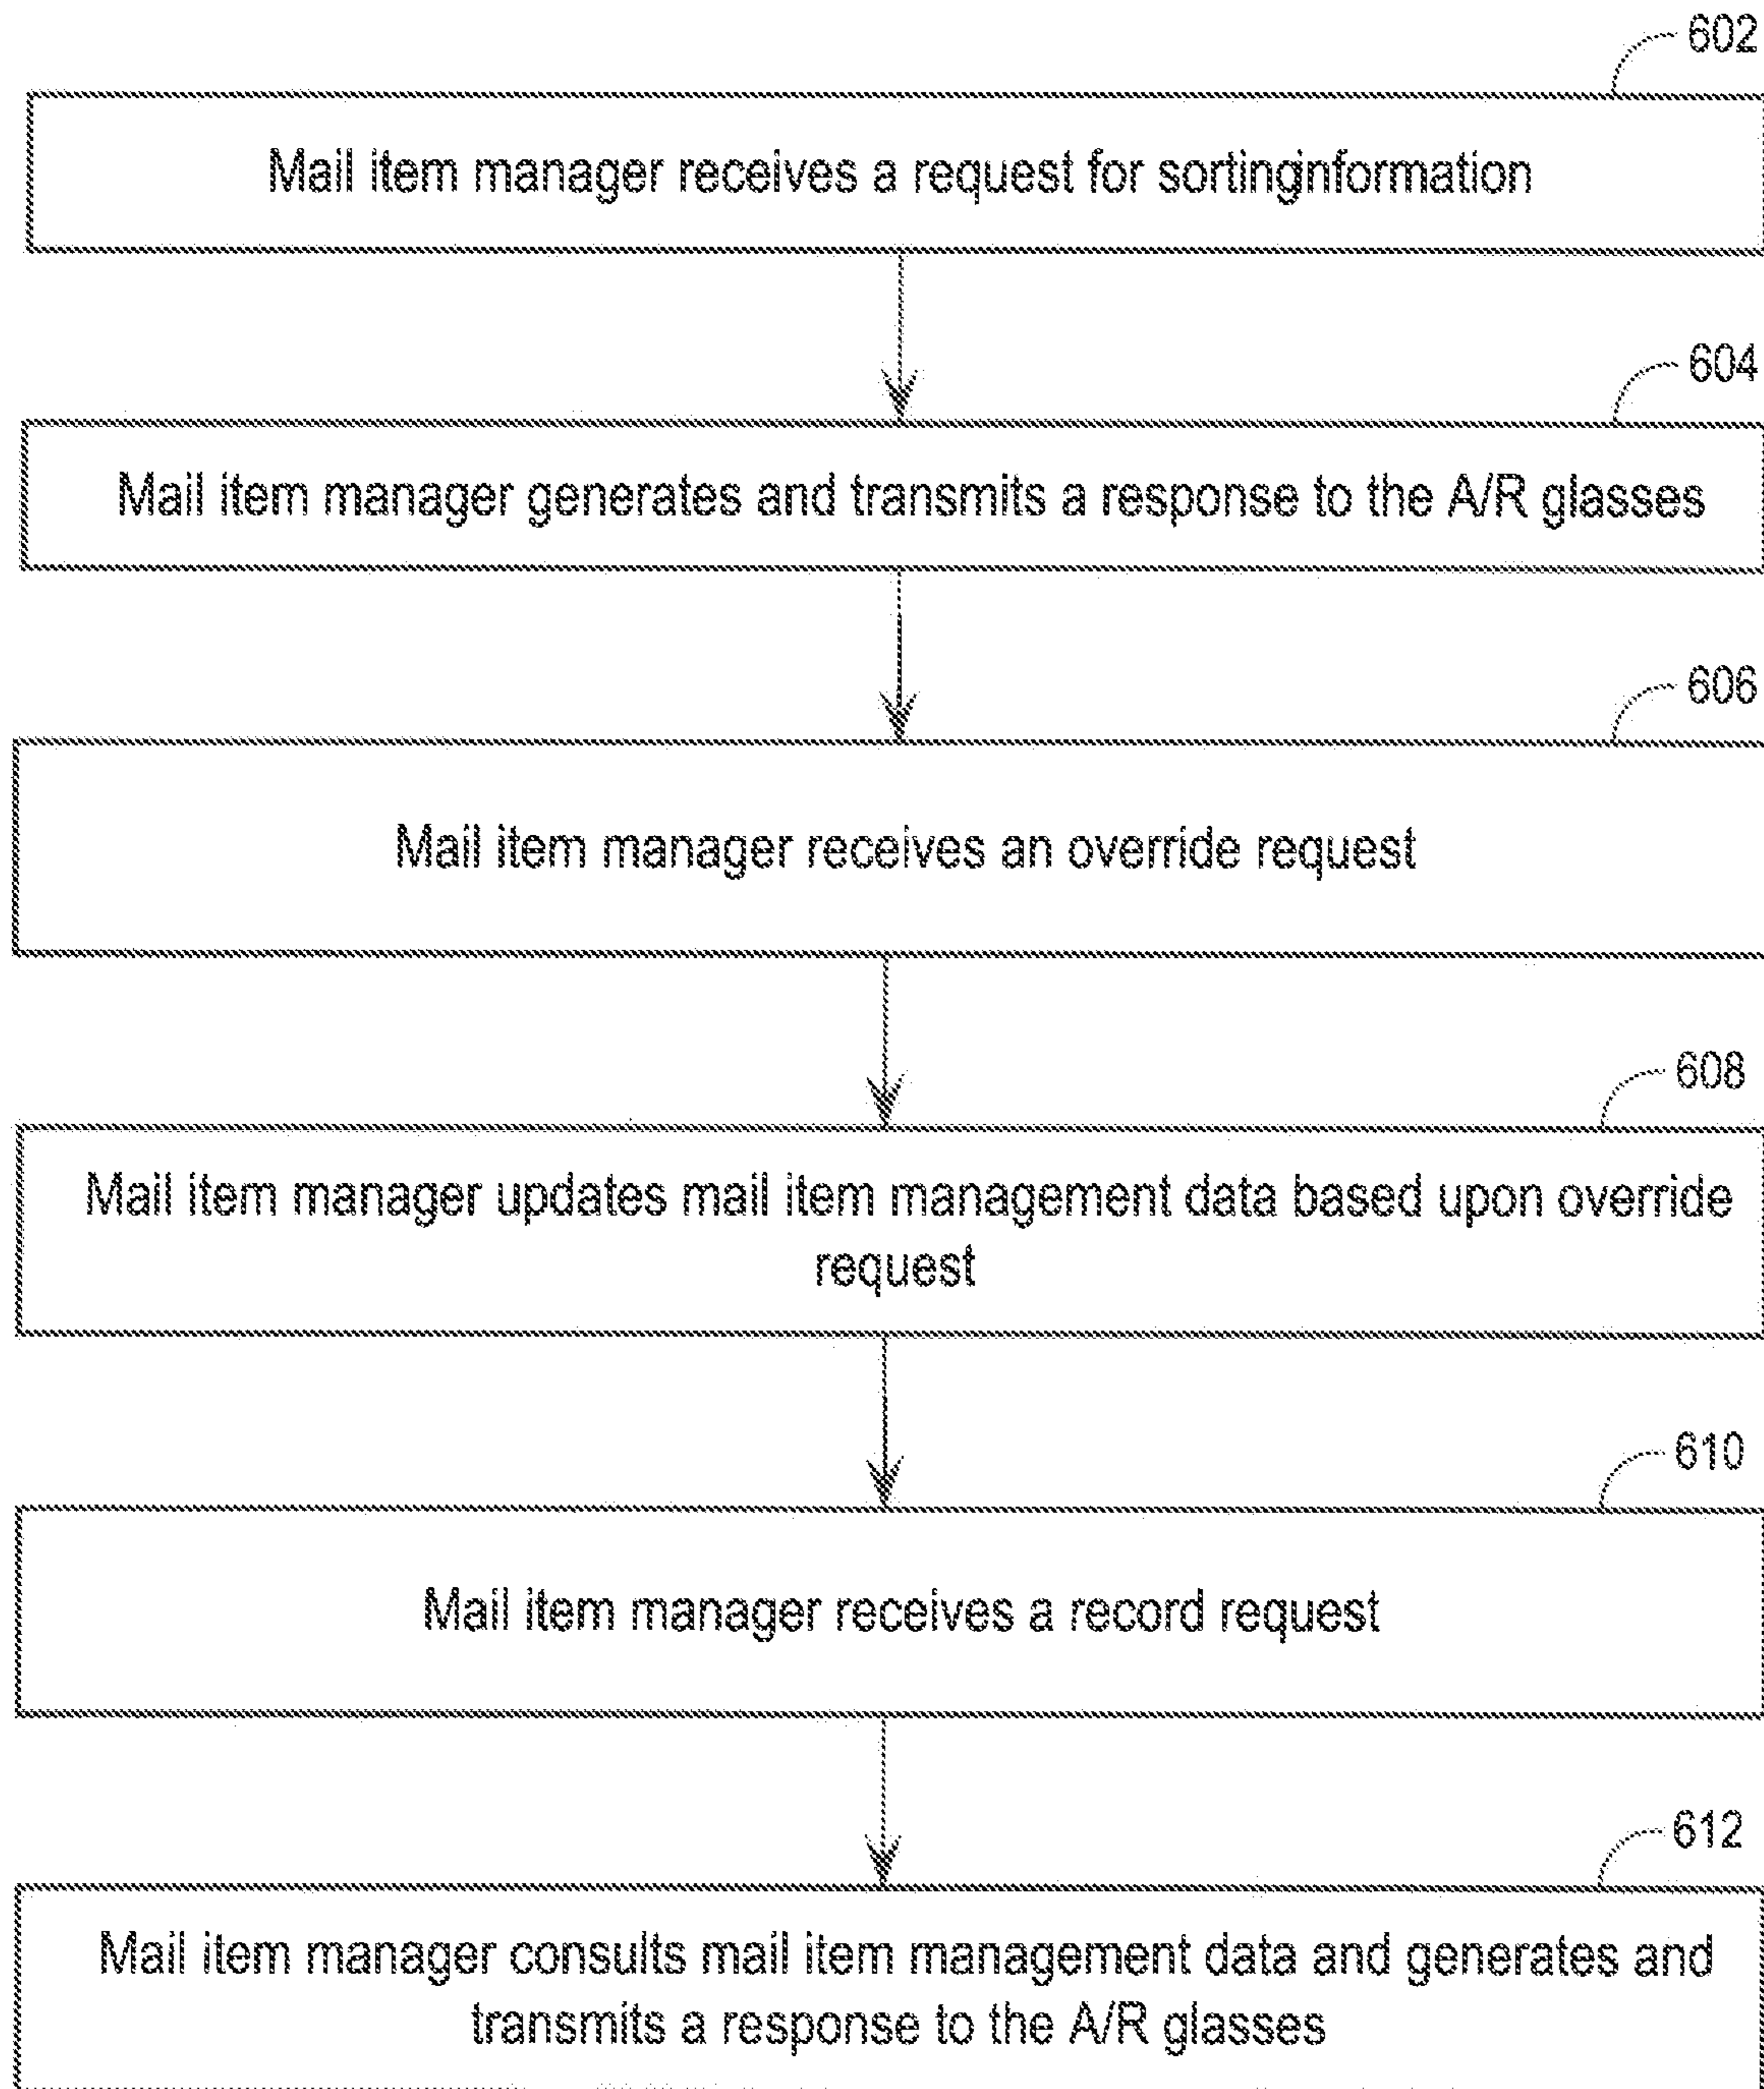 602
Mail item manager receives a request for sortinginformation
604
Mail item manager generates and transmits a response to the A/R glasses
606
Mail item manager receives an override request
608
Mail item manager updates mail item management data based upon override
request
610
Mail item manager receives a record request
612
Mail item manager consults mail item management data and generates and
transmits a response to the A/R glasses